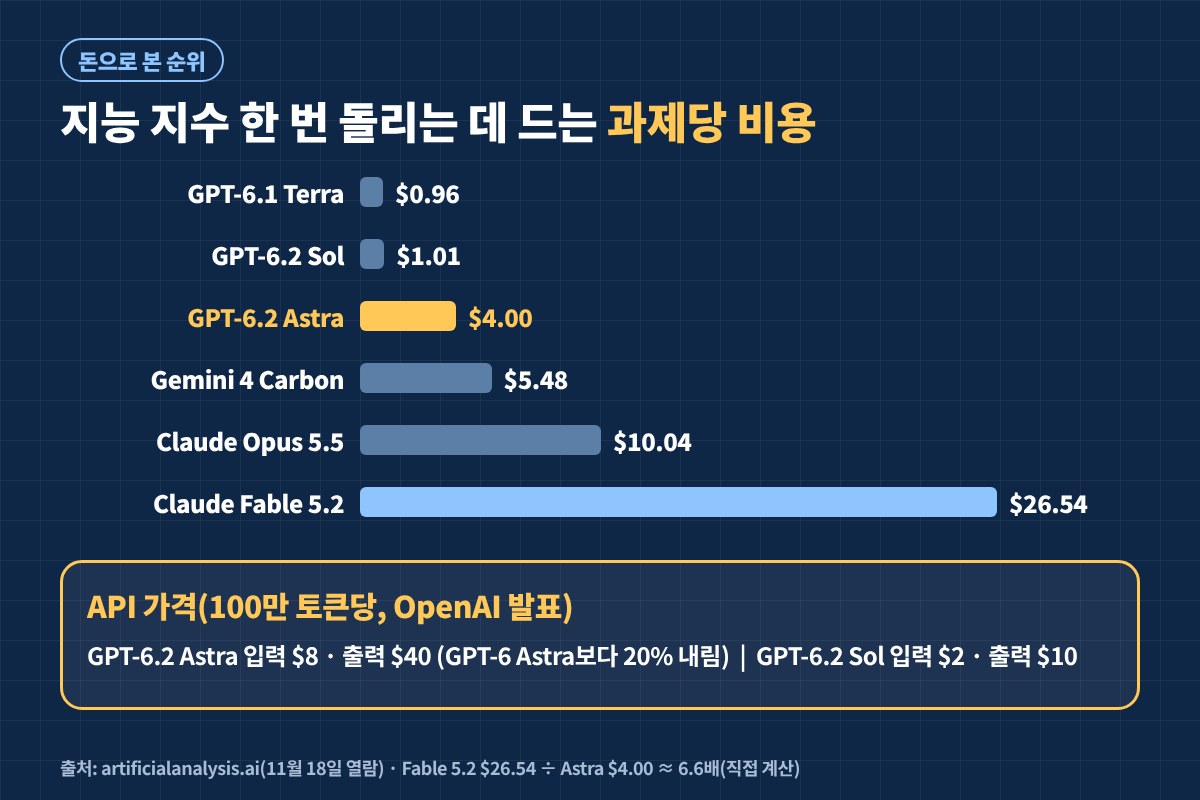 돈으로 본 순위
지능 지수 한 번 돌리는 데 드는 과제당 비용
GPT-6.1 Terra $0.96
GPT-6.2 Sol $1.01
GPT-6.2 Astra $4.00
Gemini 4 Carbon $5.48
Claude Opus 5.5 $10.04
Claude Fable 5.2 $26.54
API 가격(100만 토큰당, OpenAI 발표)
GPT-6.2 Astra 입력 $8 · 출력 $40 (GPT-6 Astra보다 20% 내림) | GPT-6.2 Sol 입력 $2 · 출력 $10
출처: artificialanalysis.ai(11월 18일 열람) · Fable 5.2 $26.54 ÷ Astra $4.00 ≈ 6.6배(직접 계산)